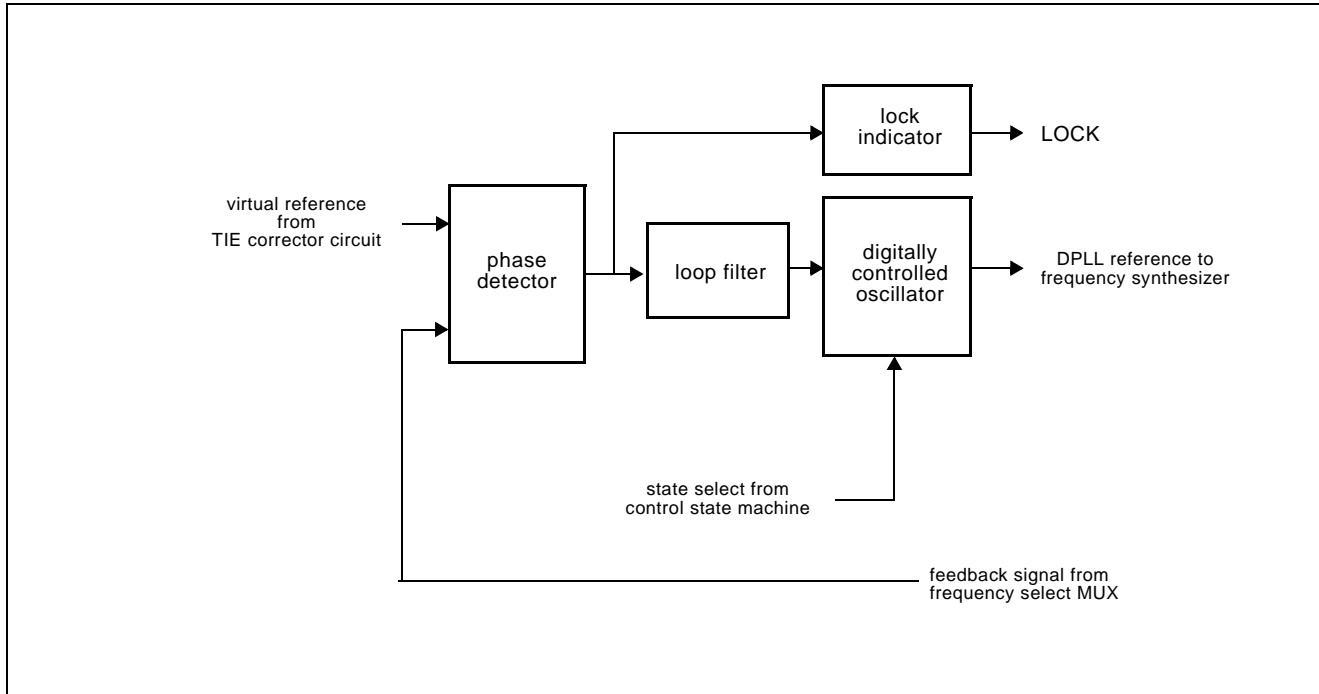 lock
indicator
LOCK
virtual reference
from
TIE corrector circuit
phase
detector
loop filter
digitally
controlled
oscillator
DPLL reference to
frequency synthesizer
state select from
control state machine
feedback signal from
frequency select MUX